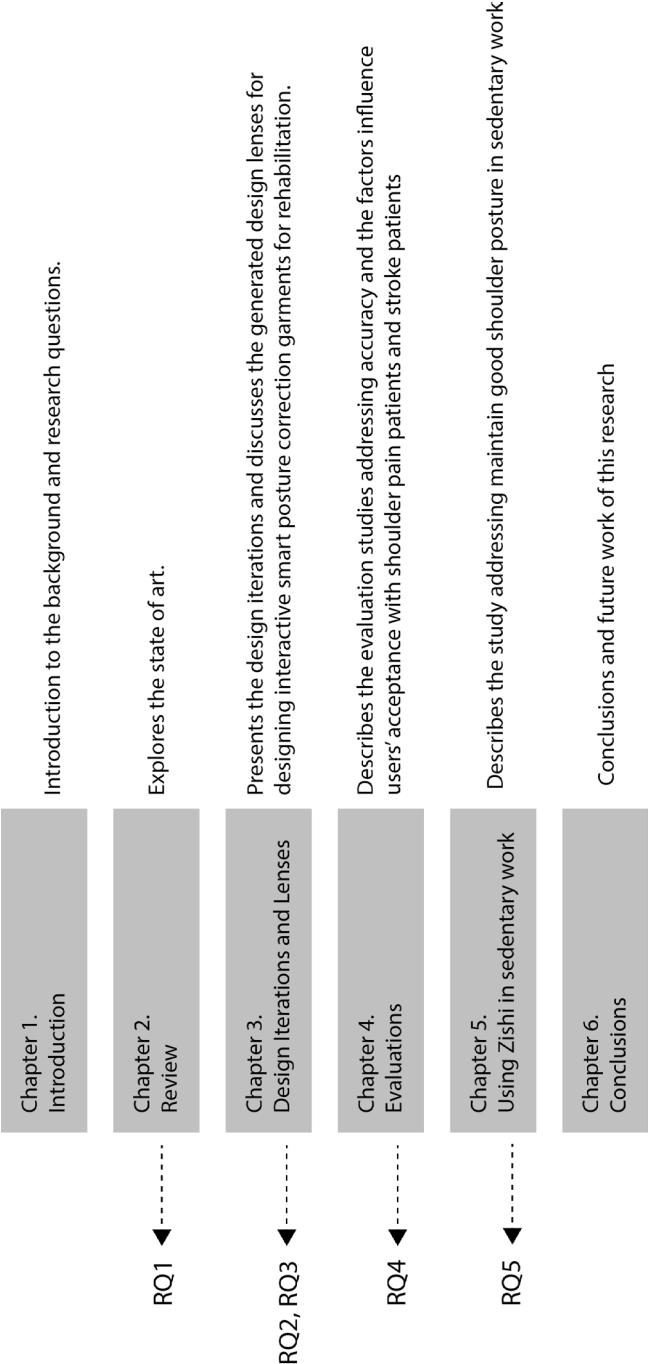 RQ1
RQ2, RQ3
RQ4
RQ5
Chapter 1.
Introduction
Chapter 2.
Review
Chapter 3.
Design Iterations and Lenses
Chapter 4.
Evaluations
Chapter 5.
Using Zishi in sedentary work
Chapter 6.
Conclusions
Introduction to the background and research questions.
Explores the state of art.
Presents the design iterations and discusses the generated design lenses for
designing interactive smart posture correction garments for rehabilitation.
Describes the evaluation studies addressing accuracy and the factors influence
users’ acceptance with shoulder pain patients and stroke patients
Describes the study addressing maintain good shoulder posture in sedentary work
Conclusions and future work of this research